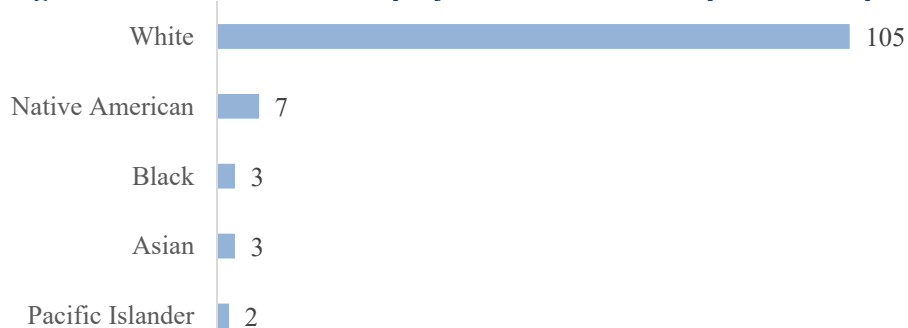 White 105
Native American 7
Black 3
Asian 3
Pacific Islander 2